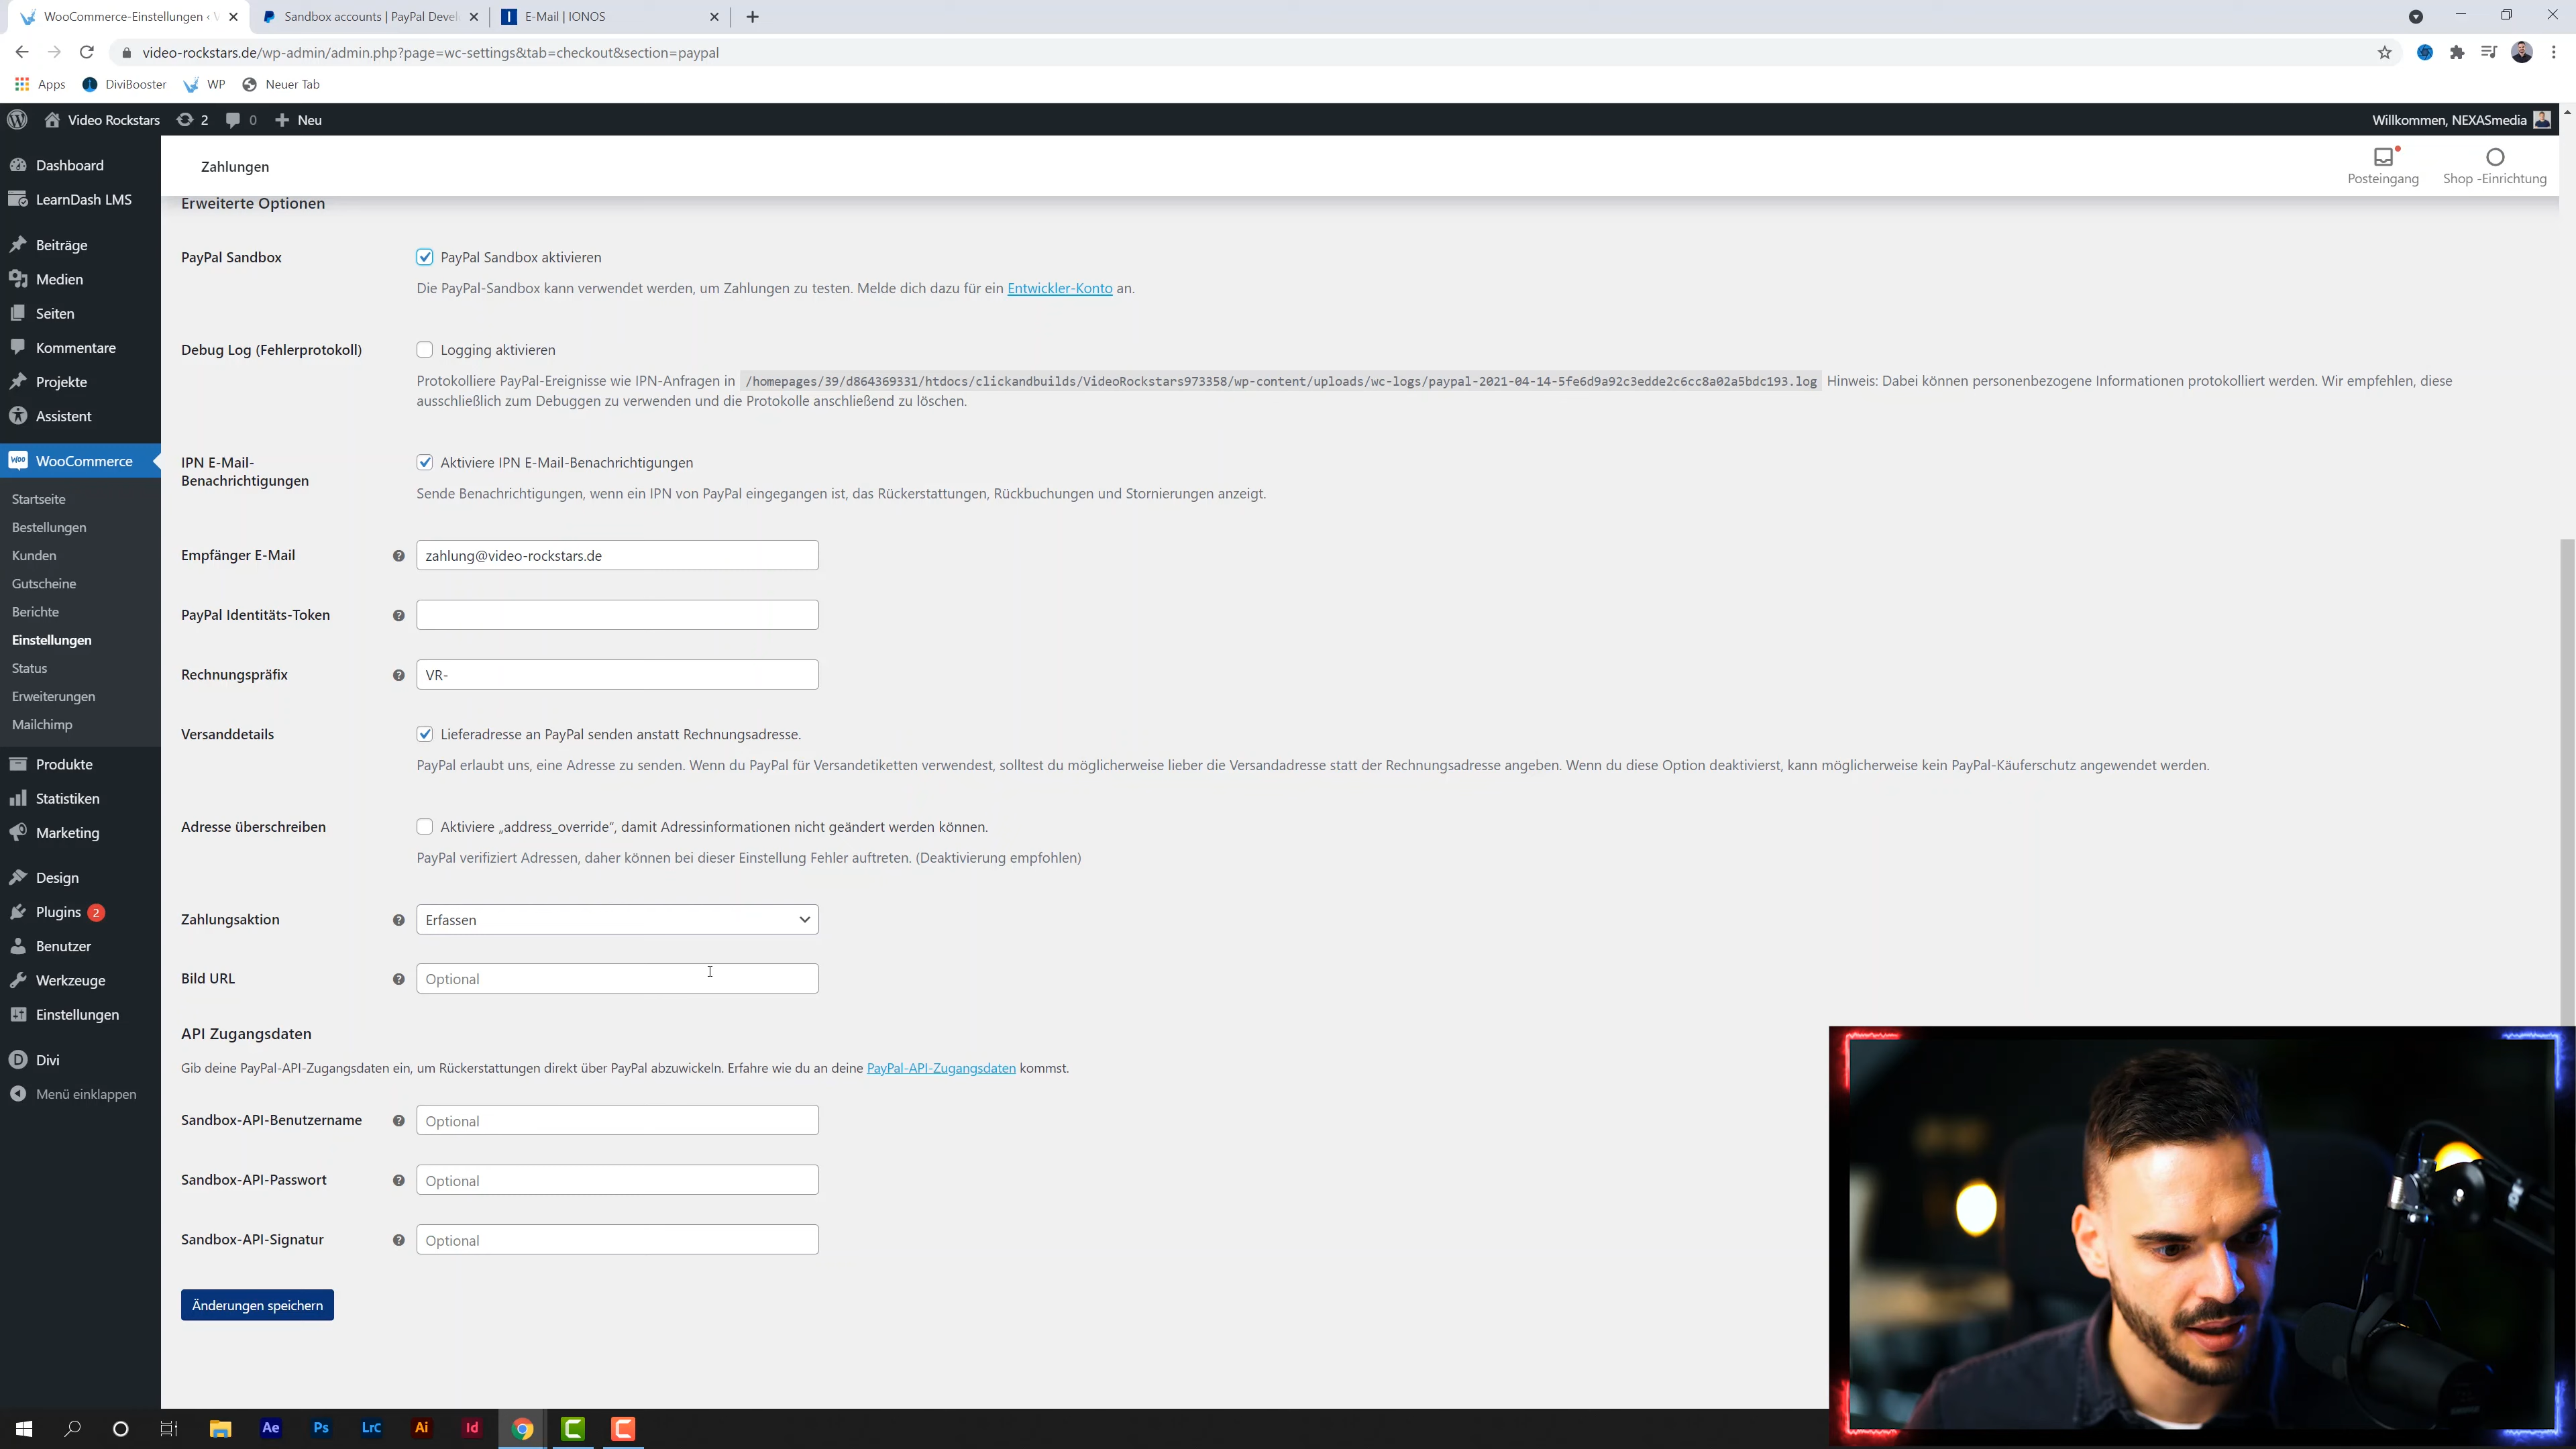 WooCommerce-Einstellungen ‹
Sandbox accounts | PayPal Devel
E-Mail | IONOS
video-rockstars.de/wp-admin/admin.php?page=wc-settings&tab=checkout&section=paypal
Apps
DiviBooster
WP
Neuer Tab
Video Rockstars
2
0
Neu
Willkommen, NEXASmedia
Dashboard
LearnDash LMS
Beiträge
Medien
Seiten
Kommentare
Projekte
Assistent
WooCommerce
Startseite
Bestellungen
Kunden
Gutscheine
Berichte
Einstellungen
Status
Erweiterungen
Mailchimp
Produkte
Statistiken
Marketing
Design
Plugins 2
Benutzer
Werkzeuge
Einstellungen
Divi
Menü einklappen
Zahlungen
Posteingang
Shop -Einrichtung
Erweiterte Optionen
PayPal Sandbox
PayPal Sandbox aktivieren
Die PayPal-Sandbox kann verwendet werden, um Zahlungen zu testen. Melde dich dazu für ein Entwickler-Konto an.
Debug Log (Fehlerprotokoll)
Logging aktivieren
Protokolliere PayPal-Ereignisse wie IPN-Anfragen in /homepages/39/d864369331/htdocs/clickandbuilds/VideoRockstars973358/wp-content/uploads/wc-logs/paypal-2021-04-14-5fe6d9a92c3edde2c6cc8a02a5bdc193.log Hinweis: Dabei können personenbezogene Informationen protokolliert werden. Wir empfehlen, diese
ausschließlich zum Debuggen zu verwenden und die Protokolle anschließend zu löschen.
IPN E-Mail-
Benachrichtigungen
Aktiviere IPN E-Mail-Benachrichtigungen
Sende Benachrichtigungen, wenn ein IPN von PayPal eingegangen ist, das Rückerstattungen, Rückbuchungen und Stornierungen anzeigt.
Empfänger E-Mail
zahlung@video-rockstars.de
PayPal Identitäts-Token
Rechnungspräfix
VR-
Versanddetails
Lieferadresse an PayPal senden anstatt Rechnungsadresse.
PayPal erlaubt uns, eine Adresse zu senden. Wenn du PayPal für Versandetiketten verwendest, solltest du möglicherweise lieber die Versandadresse statt der Rechnungsadresse angeben. Wenn du diese Option deaktivierst, kann möglicherweise kein PayPal-Käuferschutz angewendet werden.
Adresse überschreiben
Aktiviere „address_override“, damit Adressinformationen nicht geändert werden können.
PayPal verifiziert Adressen, daher können bei dieser Einstellung Fehler auftreten. (Deaktivierung empfohlen)
Zahlungsaktion
Erfassen
Bild URL
Optional
API Zugangsdaten
Gib deine PayPal-API-Zugangsdaten ein, um Rückerstattungen direkt über PayPal abzuwickeln. Erfahre wie du an deine PayPal-API-Zugangsdaten kommst.
Sandbox-API-Benutzername
Optional
Sandbox-API-Passwort
Optional
Sandbox-API-Signatur
Optional
Änderungen speichern
Ae
Ps
LrC
Ai
Id